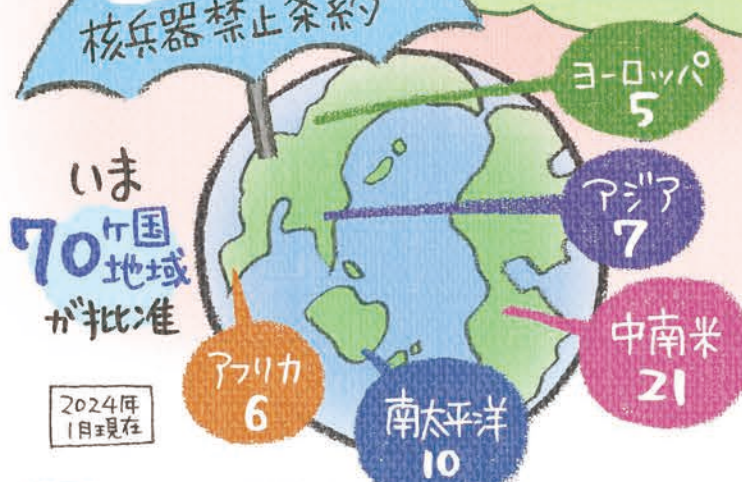 核兵器禁止条約
ヨーロッパ
5
いま
70ヶ国
地域
が批准
アジア
7
中南米
21
アフリカ
6
南太平洋
10
2024年
1月現在